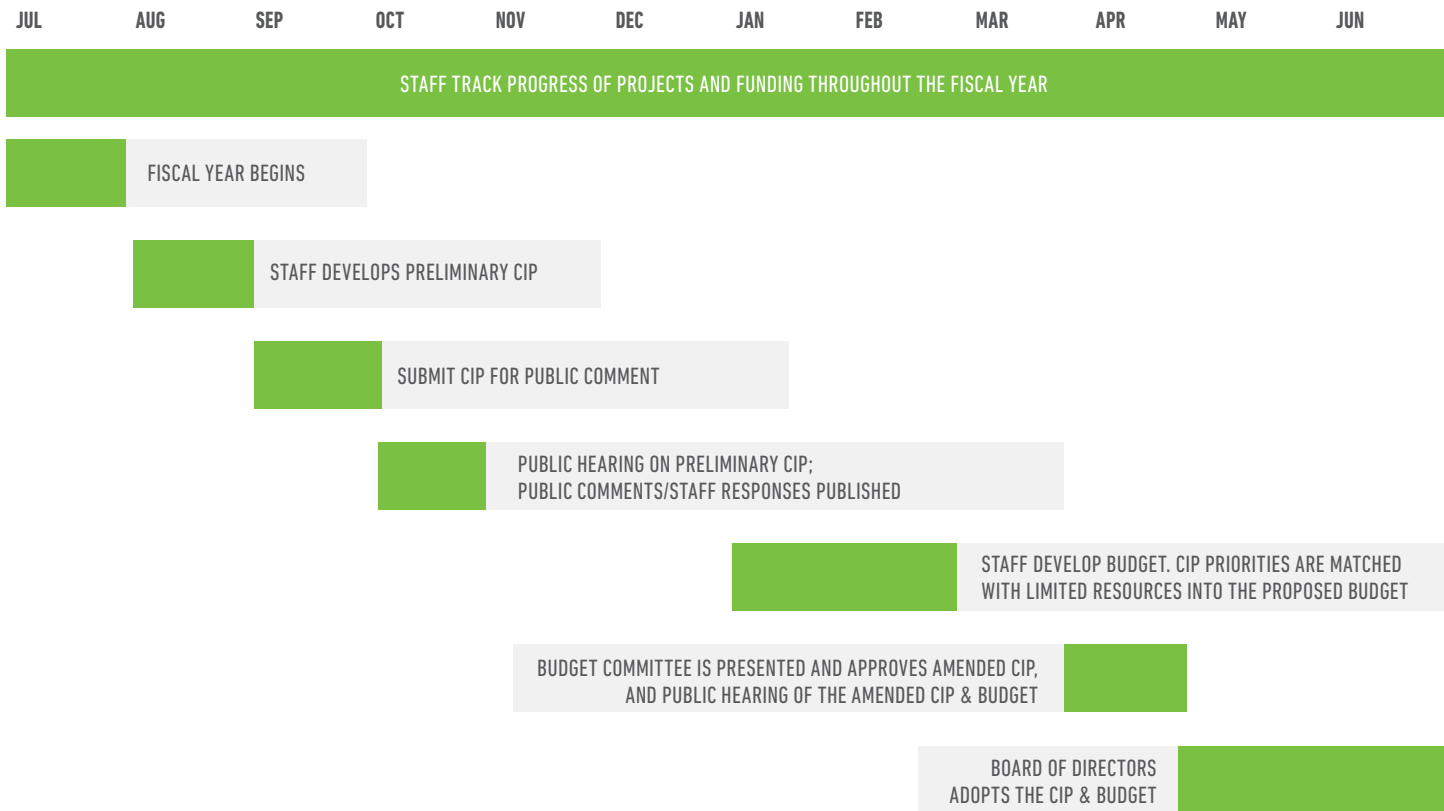 JUL AUG SEP OCT NOV DEC JAN FEB MAR APR MAY JUN
STAFF TRACK PROGRESS OF PROJECTS AND FUNDING THROUGHOUT THE FISCAL YEAR
FISCAL YEAR BEGINS
STAFF DEVELOPS PRELIMINARY CIP
SUBMIT CIP FOR PUBLIC COMMENT
PUBLIC HEARING ON PRELIMINARY CIP;
PUBLIC COMMENTS/STAFF RESPONSES PUBLISHED
STAFF DEVELOP BUDGET. CIP PRIORITIES ARE MATCHED
WITH LIMITED RESOURCES INTO THE PROPOSED BUDGET
BUDGET COMMITTEE IS PRESENTED AND APPROVES AMENDED CIP,
AND PUBLIC HEARING OF THE AMENDED CIP & BUDGET
BOARD OF DIRECTORS
ADOPTS THE CIP & BUDGET